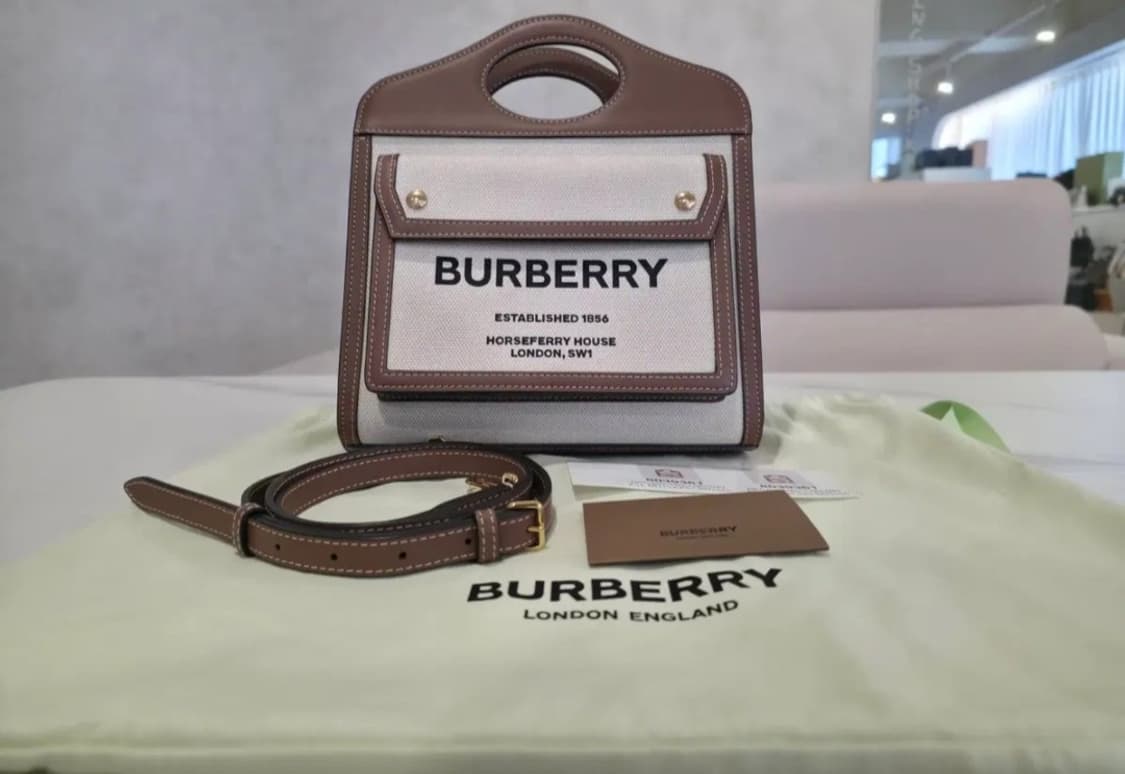 BURBERRY
ESTABLISHED 1856
HORSEFERRY HOUSE
LONDON, SW1
BURBERRY
BURBERRY
LONDON ENGLAND